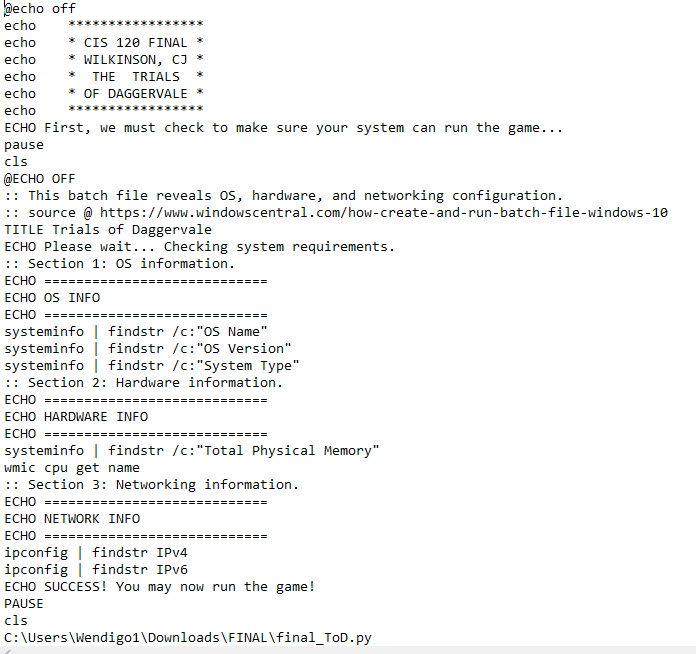 @echo off
echo    *****************
echo    * CIS 120 FINAL *
echo    * WILKINSON, CJ *
echo    *  THE  TRIALS  *
echo    * OF DAGGERVALE *
echo    *****************
ECHO First, we must check to make sure your system can run the game...
pause
cls
@ECHO OFF
:: This batch file reveals OS, hardware, and networking configuration.
:: source @ https://www.windowscentral.com/how-create-and-run-batch-file-windows-10
TITLE Trials of Daggervale
ECHO Please wait... Checking system requirements.
:: Section 1: OS information.
ECHO ============================
ECHO OS INFO
ECHO ============================
systeminfo | findstr /c:"OS Name"
systeminfo | findstr /c:"OS Version"
systeminfo | findstr /c:"System Type"
:: Section 2: Hardware information.
ECHO ============================
ECHO HARDWARE INFO
ECHO ============================
systeminfo | findstr /c:"Total Physical Memory"
wmic cpu get name
:: Section 3: Networking information.
ECHO ============================
ECHO NETWORK INFO
ECHO ============================
ipconfig | findstr IPv4
ipconfig | findstr IPv6
ECHO SUCCESS! You may now run the game!
PAUSE
cls
C:\Users\Wendigo1\Downloads\FINAL\final_ToD.py